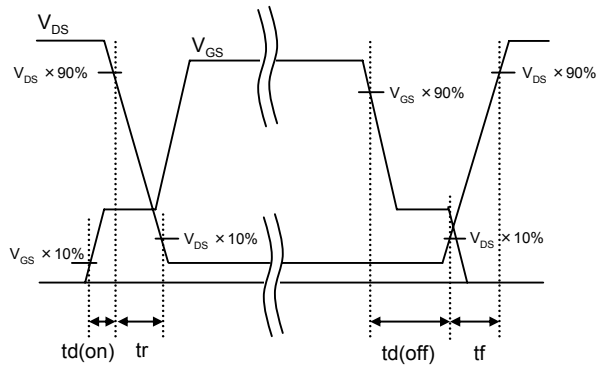 VDS
VGS
VDS × 90%
VGS × 90%
VDS × 90%
VGS × 10%
VDS × 10%
VDS × 10%
td(on)
tr
td(off)
tf